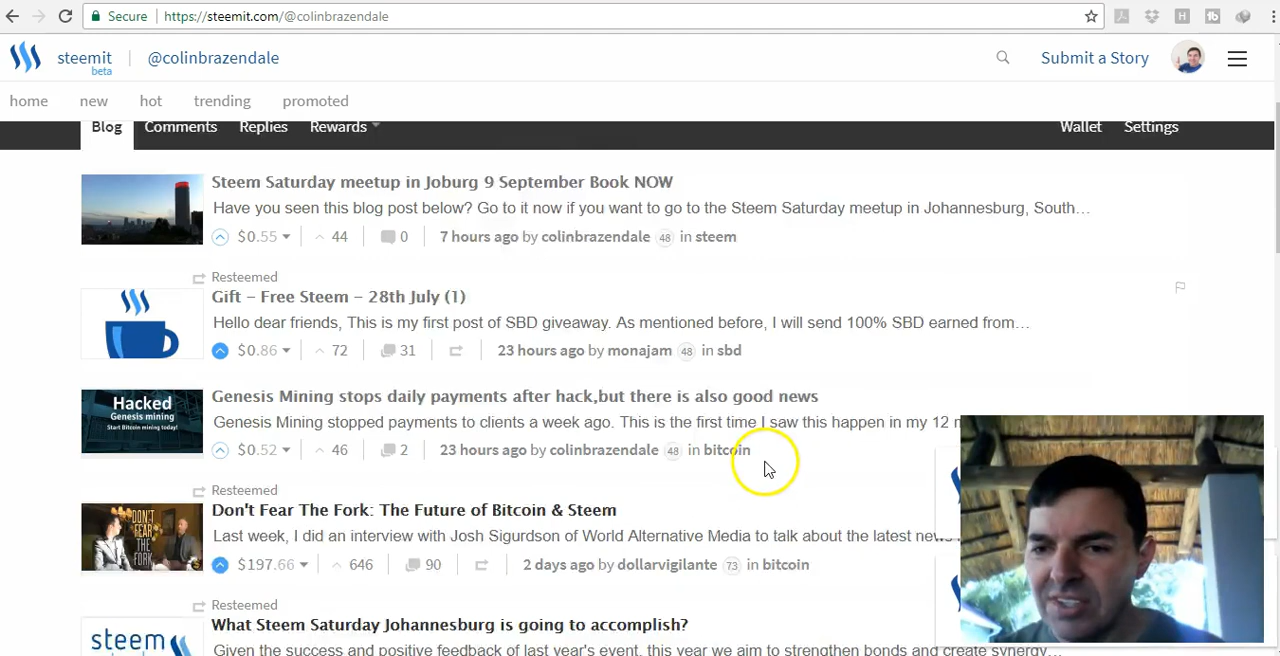 Secure https://steemit.com/@colinbrazendale
steemit beta @colinbrazendale Submit a Story
home new hot trending promoted
Blog Comments Replies Rewards Wallet Settings
Steem Saturday meetup in Joburg 9 September Book NOW
Have you seen this blog post below? Go to it now if you want to go to the Steem Saturday meetup in Johannesburg, South…
$0.55 44 0 7 hours ago by colinbrazendale 48 in steem
Resteemed
Gift – Free Steem – 28th July (1)
Hello dear friends, This is my first post of SBD giveaway. As mentioned before, I will send 100% SBD earned from…
$0.86 72 31 23 hours ago by monajam 48 in sbd
Hacked
Genesis mining
Start Bitcoin mining today!
Genesis Mining stops daily payments after hack,but there is also good news
Genesis Mining stopped payments to clients a week ago. This is the first time I saw this happen in my 12 m
$0.52 46 2 23 hours ago by colinbrazendale 48 in bitcoin
Resteemed
DON'T FEAR THE FORK
Don't Fear The Fork: The Future of Bitcoin & Steem
Last week, I did an interview with Josh Sigurdson of World Alternative Media to talk about the latest new
$197.66 646 90 2 days ago by dollarvigilante 73 in bitcoin
Resteemed
steem
What Steem Saturday Johannesburg is going to accomplish?
Given the success and positive feedback of last year's event, this year we aim to strengthen bonds and create synergy…